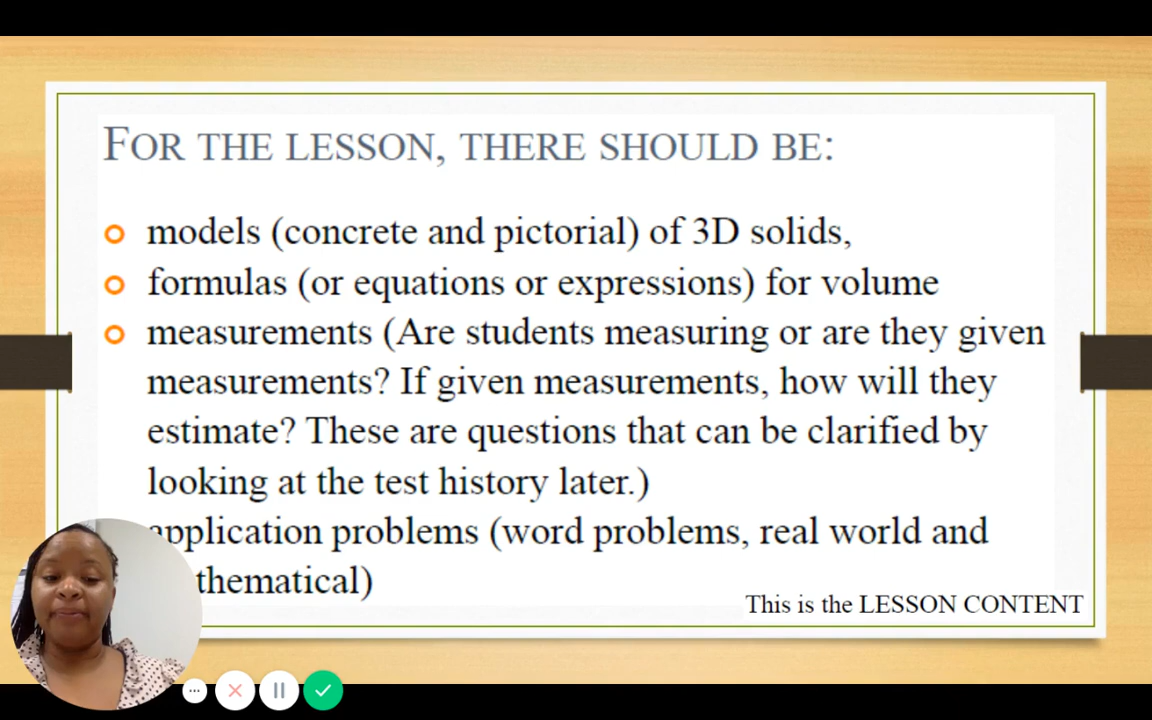 FOR THE LESSON, THERE SHOULD BE:
models (concrete and pictorial) of 3D solids,
formulas (or equations or expressions) for volume
measurements (Are students measuring or are they given
measurements? If given measurements, how will they
estimate? These are questions that can be clarified by
looking at the test history later.)
application problems (word problems, real world and
thematical)
This is the LESSON CONTENT